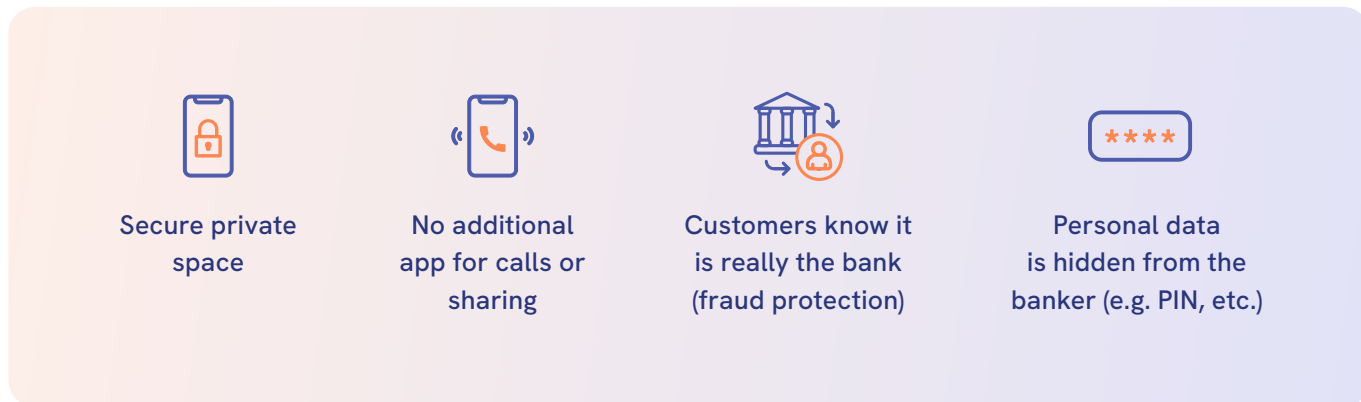 Secure private
space
No additional
app for calls or
sharing
Customers know it
is really the bank
(fraud protection)
****
Personal data
is hidden from the
banker (e.g. PIN, etc.)